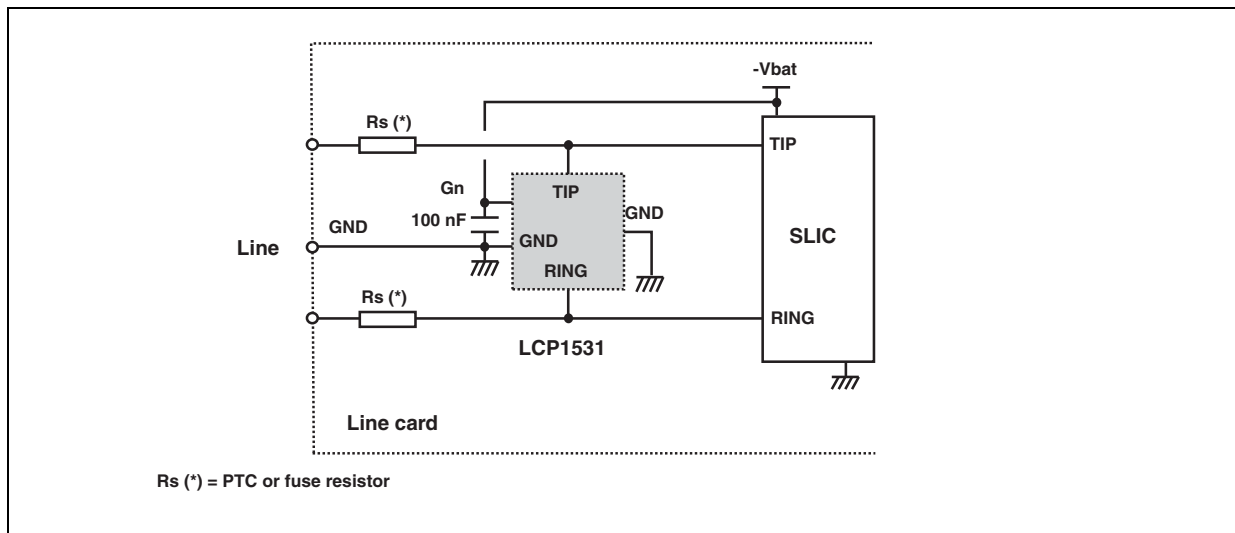 -Vbat
Rs (*)
TIP
Gn
TIP
100 nF
GND
GND
GND
Line
SLIC
RING
Rs (*)
RING
LCP1531
Line card
Rs (*) = PTC or fuse resistor